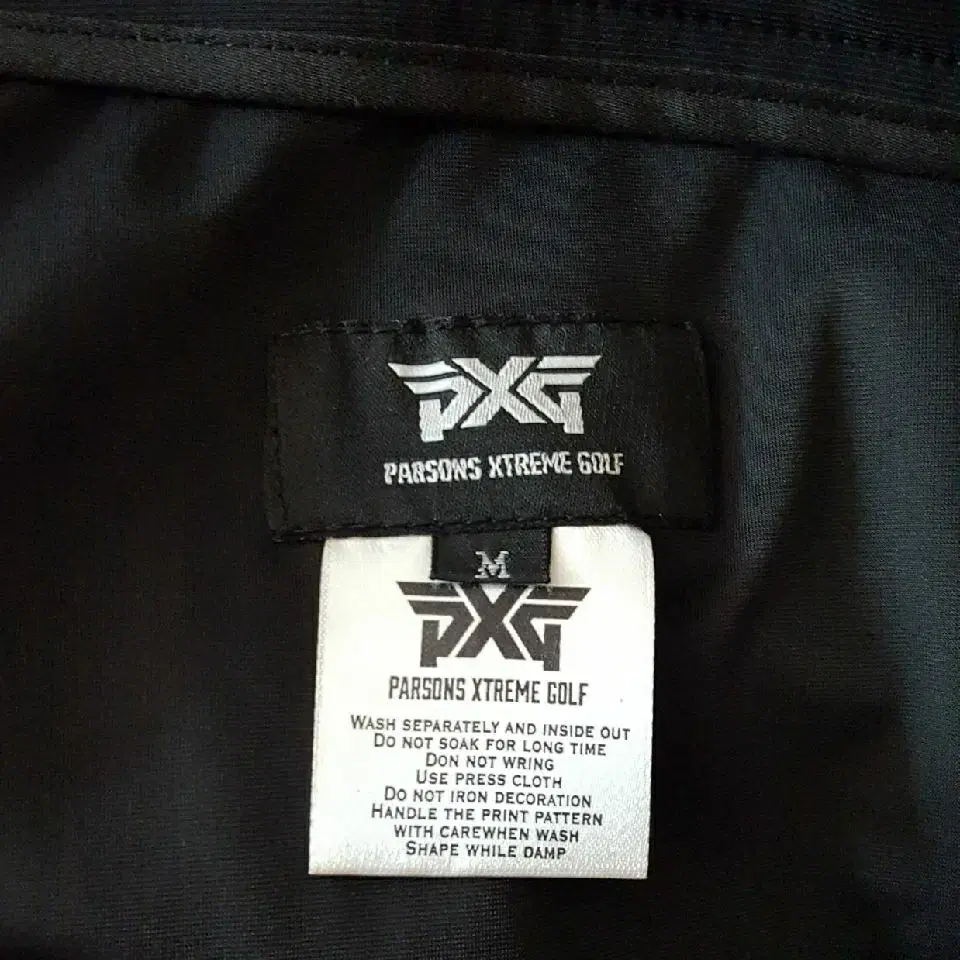 PXG
PARSONS XTREME GOLF
M
PXG
PARSONS XTREME GOLF
WASH SEPARATELY AND INSIDE OUT
DO NOT SOAK FOR LONG TIME
DON NOT WRING
USE PRESS CLOTH
DO NOT IRON DECORATION
HANDLE THE PRINT PATTERN
WITH CAREWHEN WASH
SHAPE WHILE DAMP